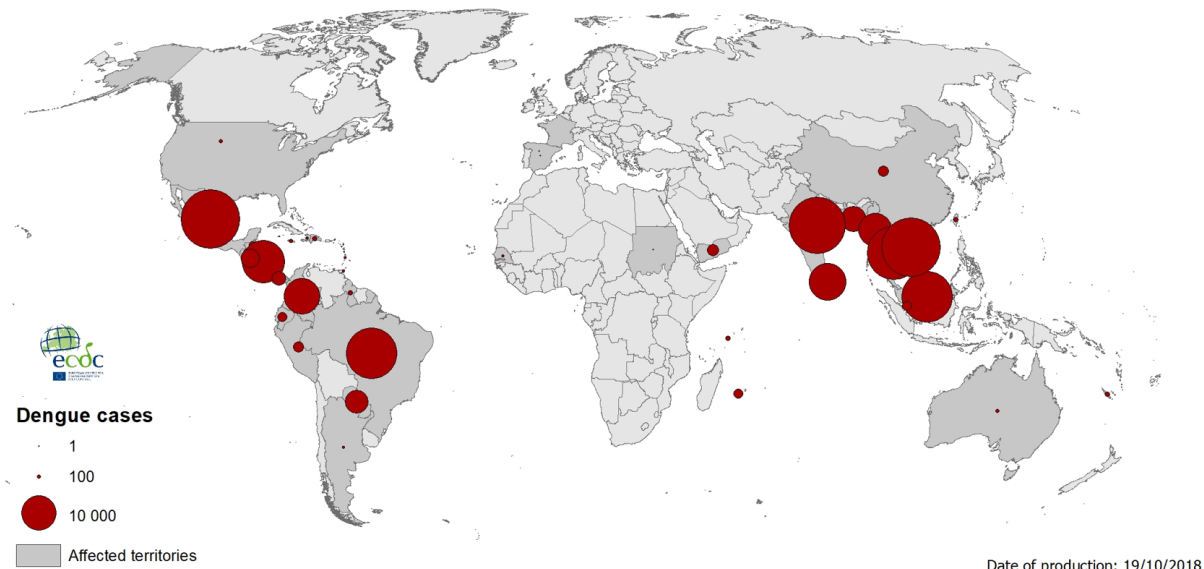 ecdc
Dengue cases
1
100
10 000
Affected territories
Date of production: 19/10/2018